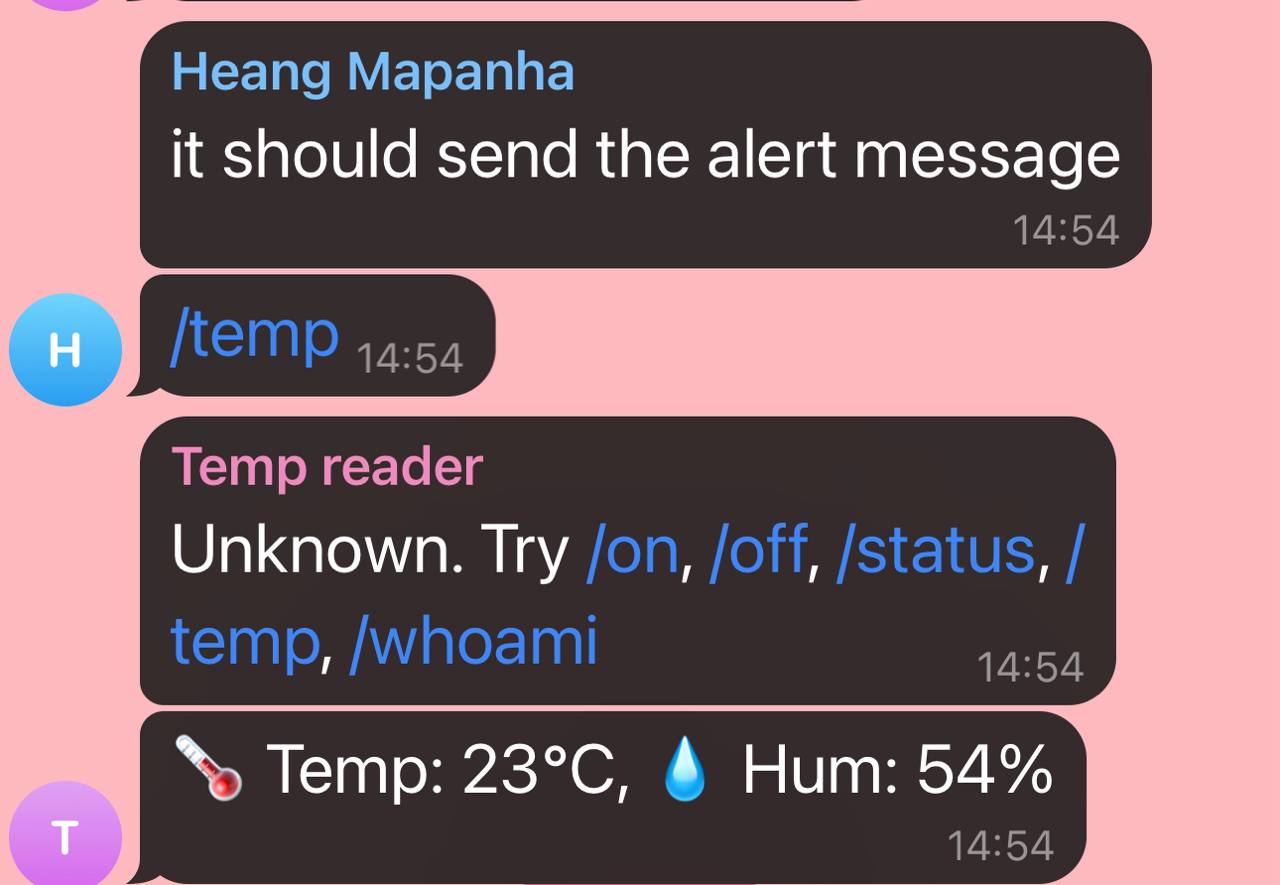 Heang Mapanha
it should send the alert message
14:54
H
/temp 14:54
Temp reader
Unknown. Try /on, /off, /status, /
temp, /whoami
14:54
🌡️ Temp: 23°C, 💧 Hum: 54%
14:54
T